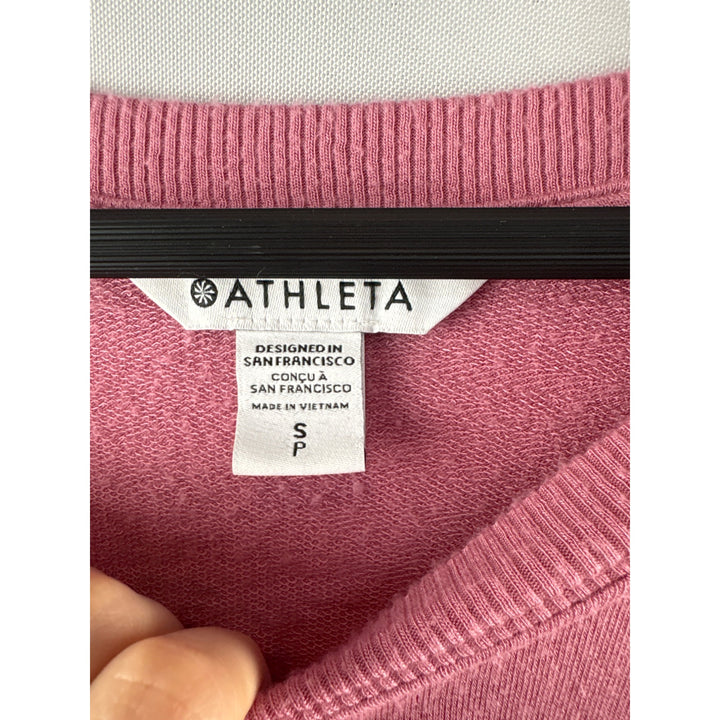 ATHLETA
DESIGNED IN
SAN FRANCISCO
CONÇU À
SAN FRANCISCO
MADE IN VIETNAM
S
P